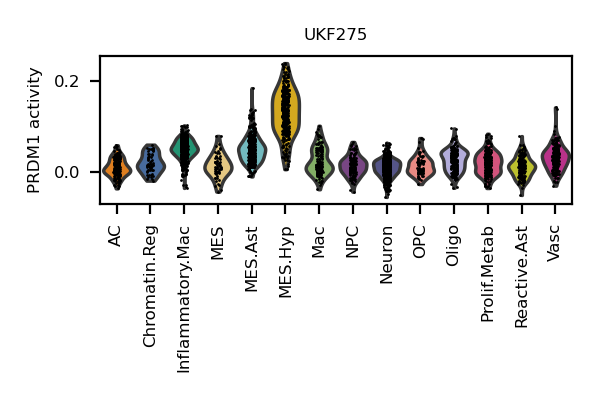 UKF275
PRDM1 activity
0.2
0.0
AC
Chromatin.Reg
Inflammatory.Mac
MES
MES.Ast
MES.Hyp
Mac
NPC
Neuron
OPC
Oligo
Prolif.Metab
Reactive.Ast
Vasc